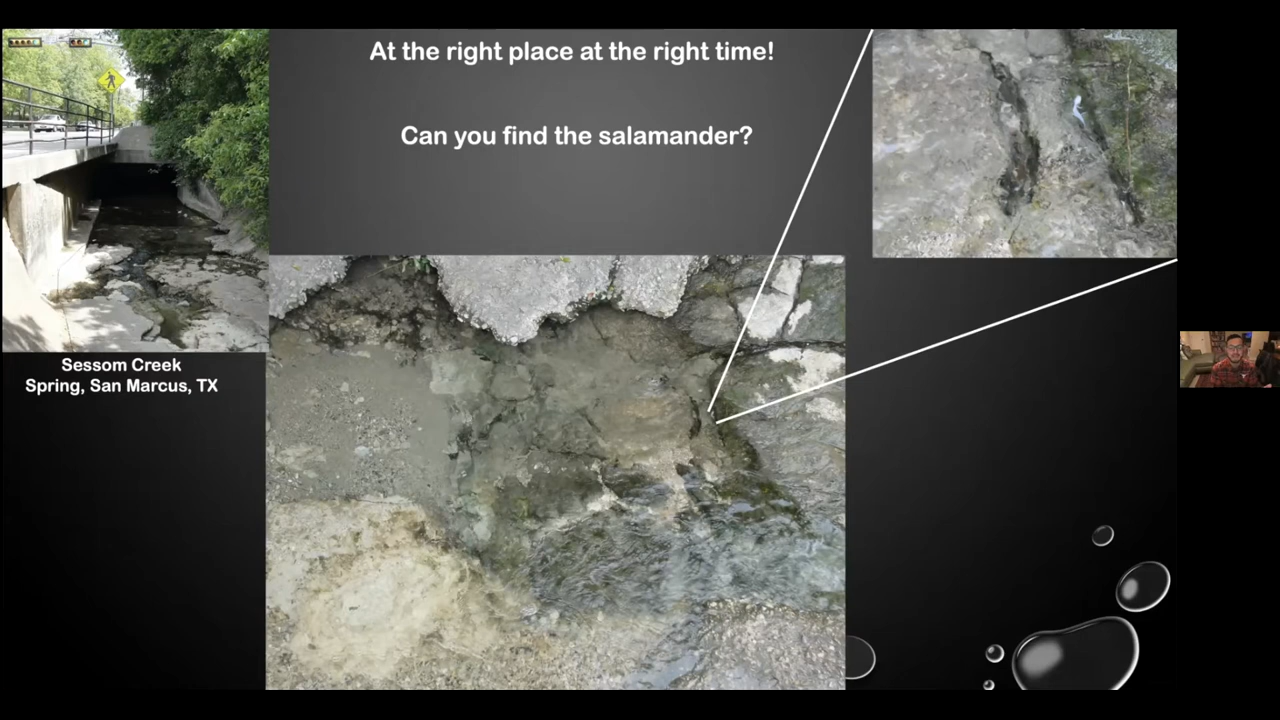 At the right place at the right time!
Can you find the salamander?
Sessom Creek
Spring, San Marcus, TX